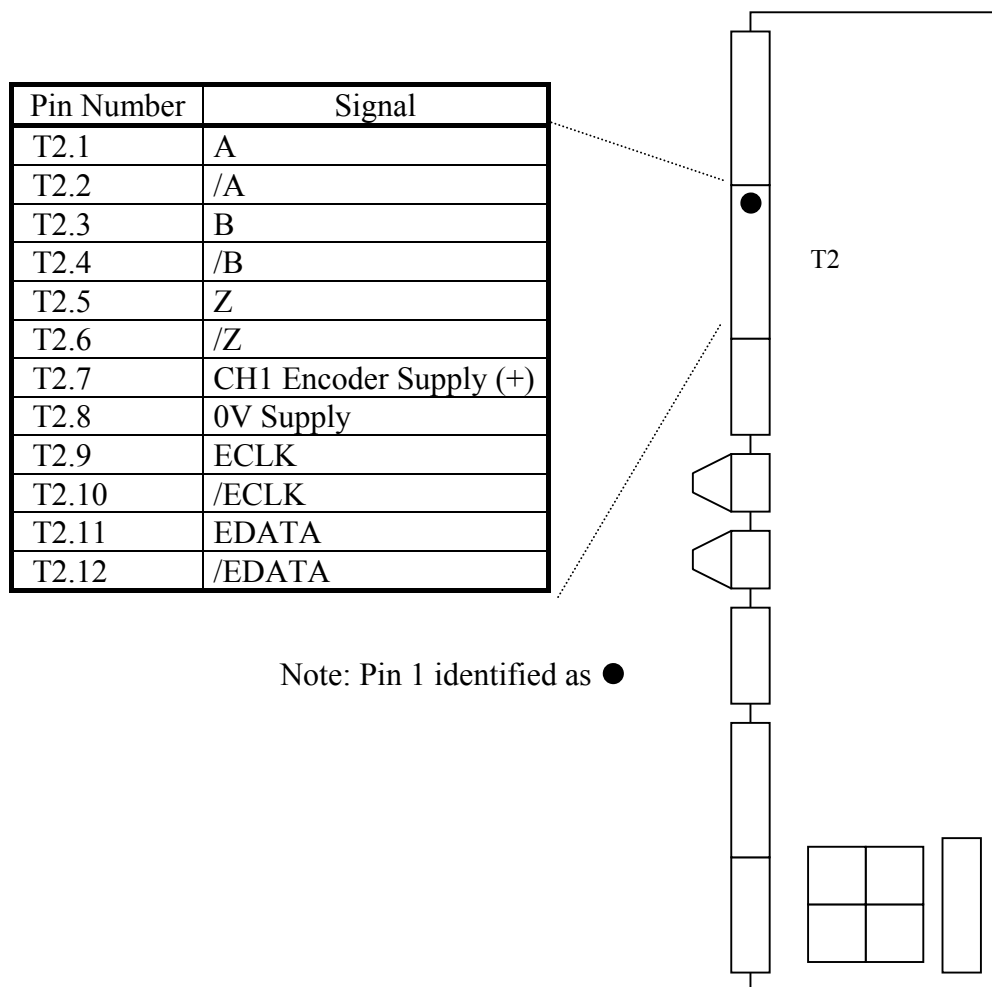 Pin Number Signal
T2.1 A
T2.2 /A
T2.3 B
T2.4 /B
T2.5 Z
T2.6 /Z
T2.7 CH1 Encoder Supply (+)
T2.8 0V Supply
T2.9 ECLK
T2.10 /ECLK
T2.11 EDATA
T2.12 /EDATA
T2
Note: Pin 1 identified as ●